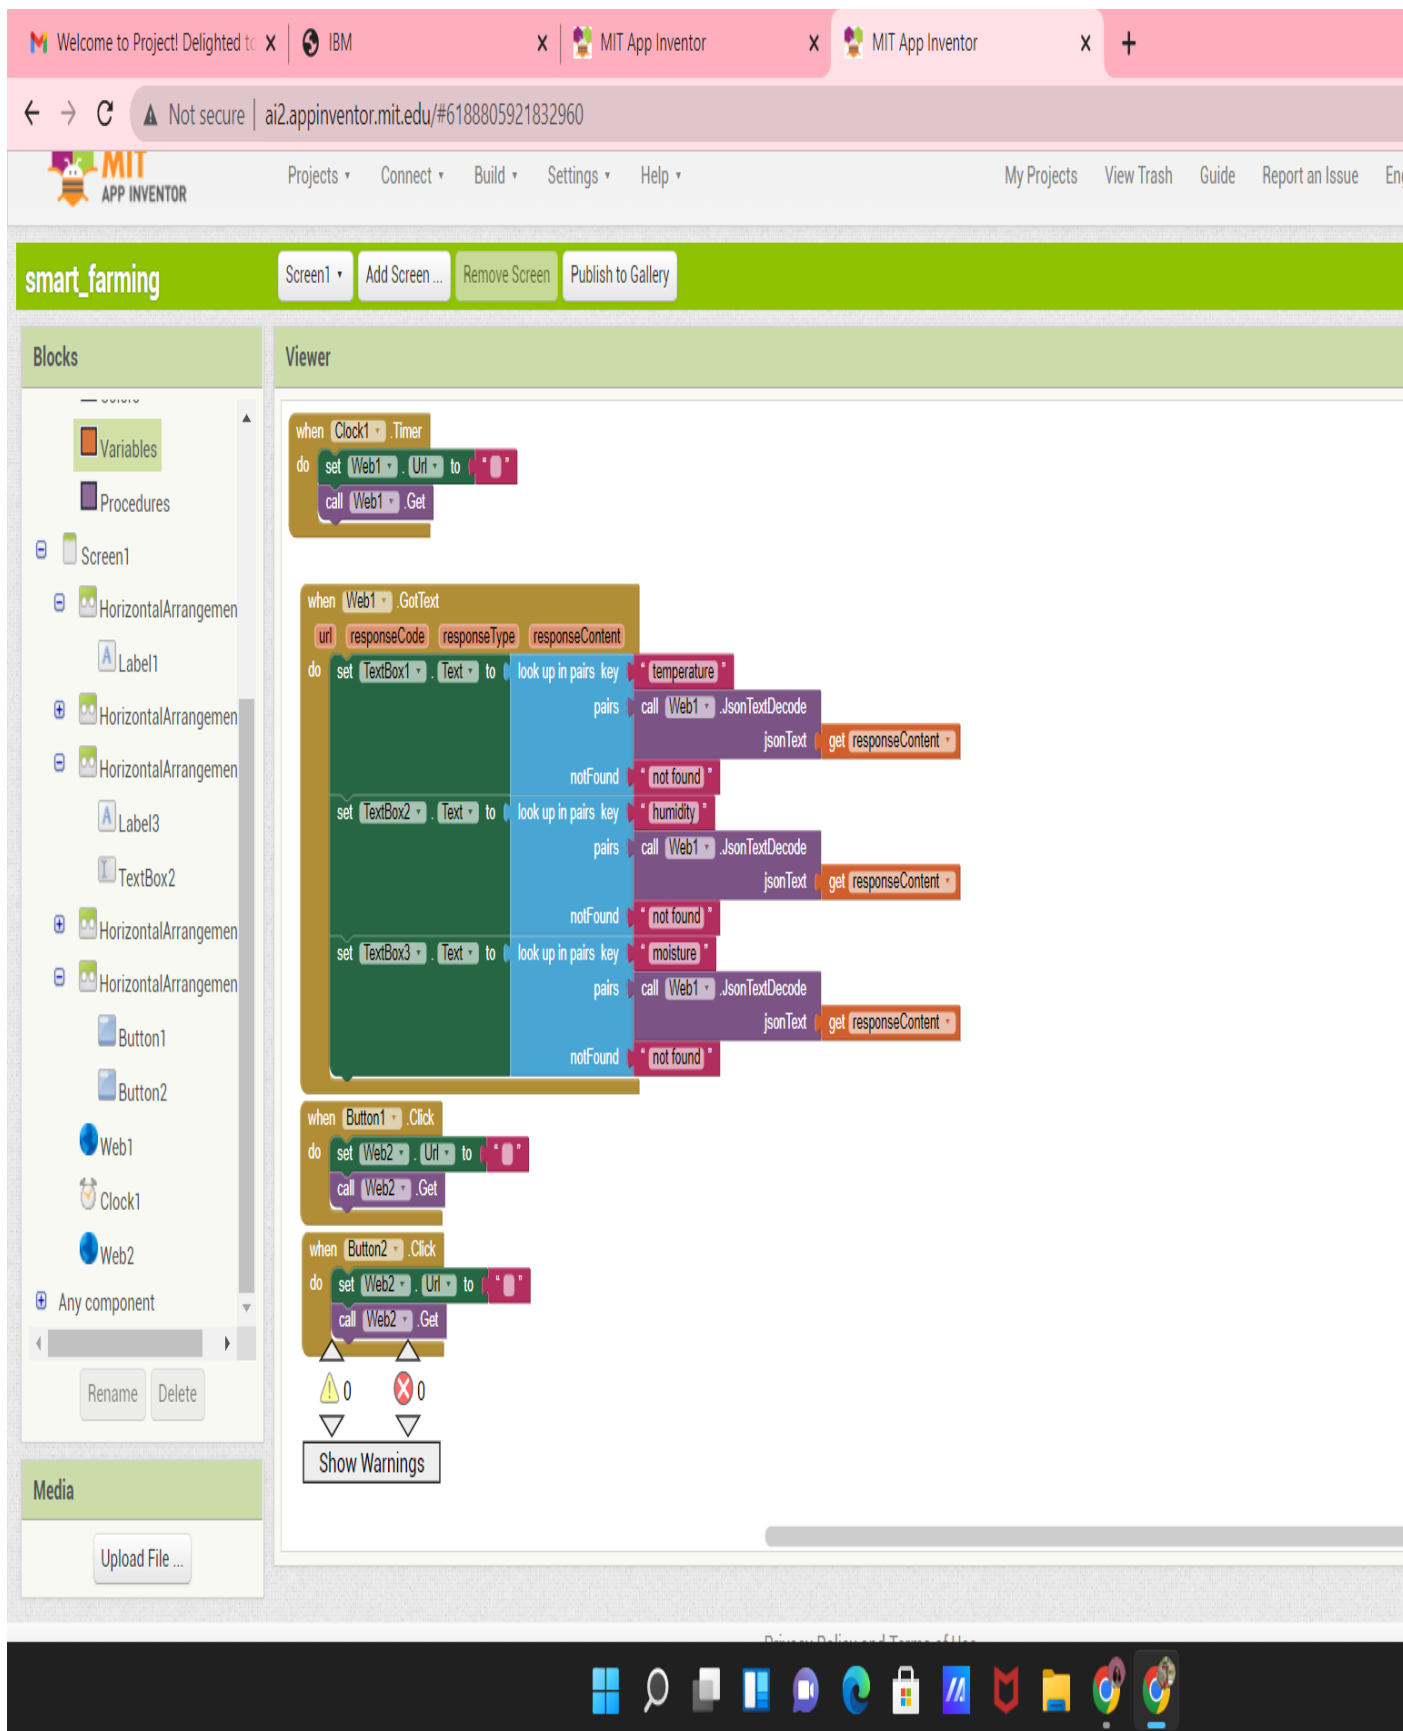 Welcome to Project! Delighted to
IBM
MIT App Inventor
MIT App Inventor
Not secure | ai2.appinventor.mit.edu/#6188805921832960
MIT
APP INVENTOR
Projects Connect Build Settings Help My Projects View Trash Guide Report an Issue
smart_farming Screen1 Add Screen ... Remove Screen Publish to Gallery
Blocks
Variables
Procedures
Screen1
HorizontalArrangemen
Label1
HorizontalArrangemen
HorizontalArrangemen
Label3
TextBox2
HorizontalArrangemen
HorizontalArrangemen
Button1
Button2
Web1
Clock1
Web2
Any component
Rename Delete
Media
Upload File ...
Viewer
when Clock1 .Timer
do set Web1 . Url to " "
call Web1 .Get
when Web1 .GotText
url responseCode responseType responseContent
do set TextBox1 . Text to look up in pairs key "temperature"
pairs call Web1 .JsonTextDecode
jsonText get responseContent
notFound "not found"
set TextBox2 . Text to look up in pairs key "humidity"
pairs call Web1 .JsonTextDecode
jsonText get responseContent
notFound "not found"
set TextBox3 . Text to look up in pairs key "moisture"
pairs call Web1 .JsonTextDecode
jsonText get responseContent
notFound "not found"
when Button1 .Click
do set Web2 . Url to " "
call Web2 .Get
when Button2 .Click
do set Web2 . Url to " "
call Web2 .Get
0 0
Show Warnings